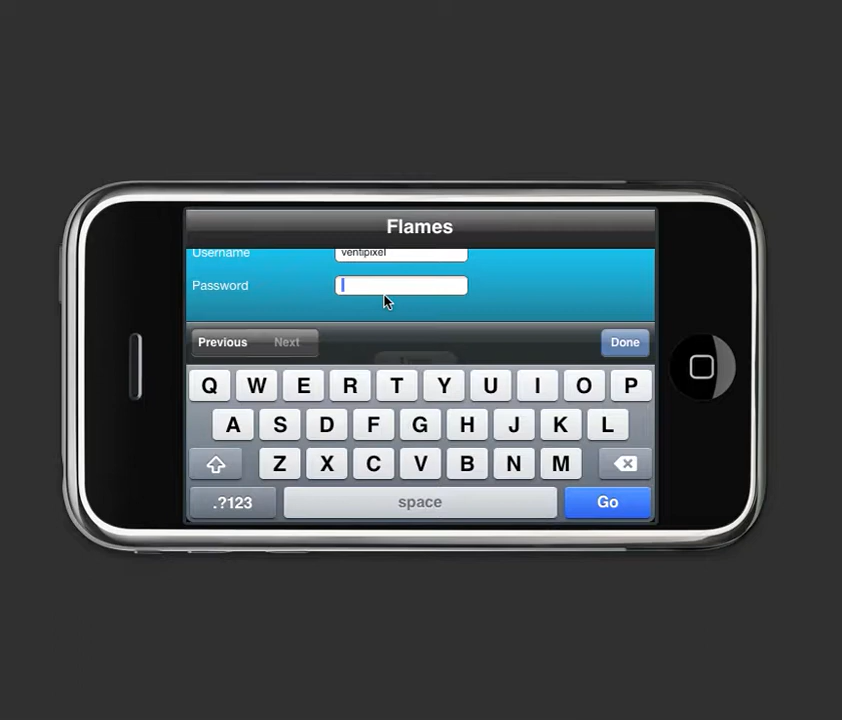 Flames
Username ventipixel
Password
Previous Next Done
Q W E R T Y U I O P
A S D F G H J K L
Z X C V B N M
.?123 space Go